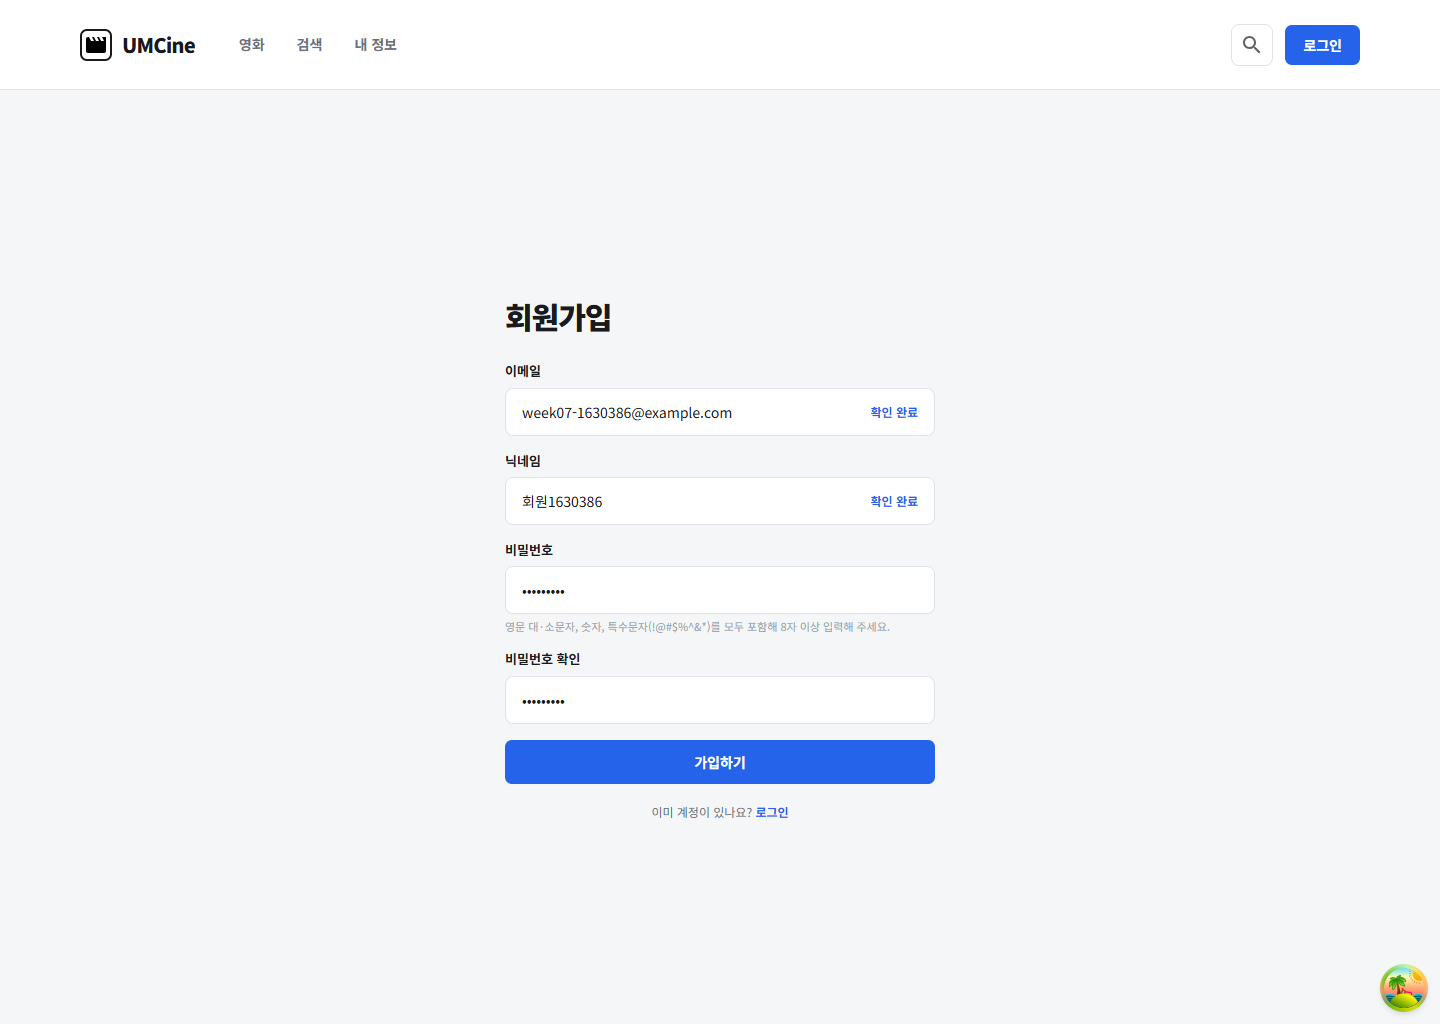 UMCine 영화 검색 내 정보 로그인
회원가입
이메일
week07-1630386@example.com 확인 완료
닉네임
회원1630386 확인 완료
비밀번호
•••••••••
영문 대·소문자, 숫자, 특수문자(!@#$%^&*)를 모두 포함해 8자 이상 입력해 주세요.
비밀번호 확인
•••••••••
가입하기
이미 계정이 있나요? 로그인